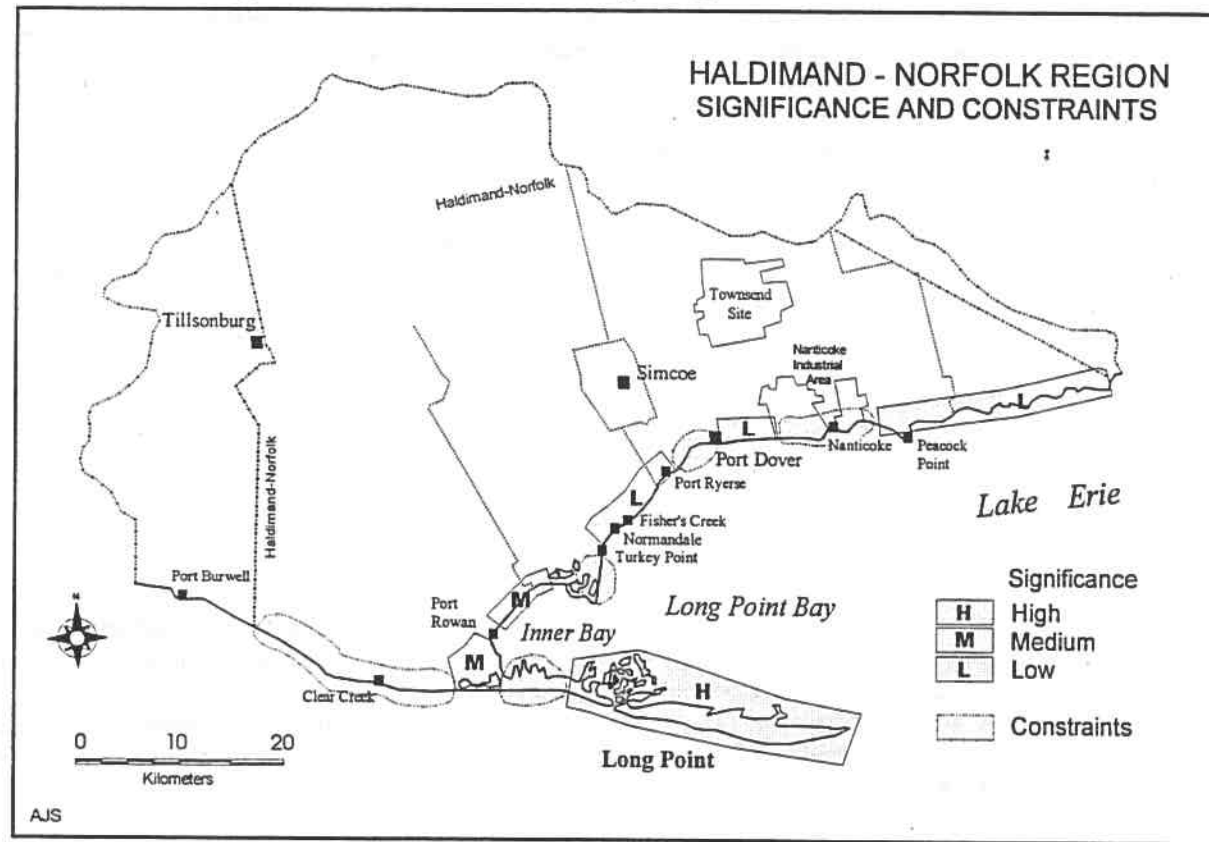 HALDIMAND - NORFOLK REGION
SIGNIFICANCE AND CONSTRAINTS
Haldimand-Norfolk
Tillsonburg
Townsend
Site
Simcoe
Nanticoke
Industrial
Area
L
L
Port Dover
Nanticoke
Peacock
Point
Port Ryerse
L
Fisher's Creek
Normandale
Turkey Point
Lake Erie
Haldimand-Norfolk
Port Burwell
N
Port
Rowan
M
Inner Bay
Long Point Bay
M
H
Clear Creek
Long Point
Significance
H High
M Medium
L Low
Constraints
0 10 20
Kilometers
AJS